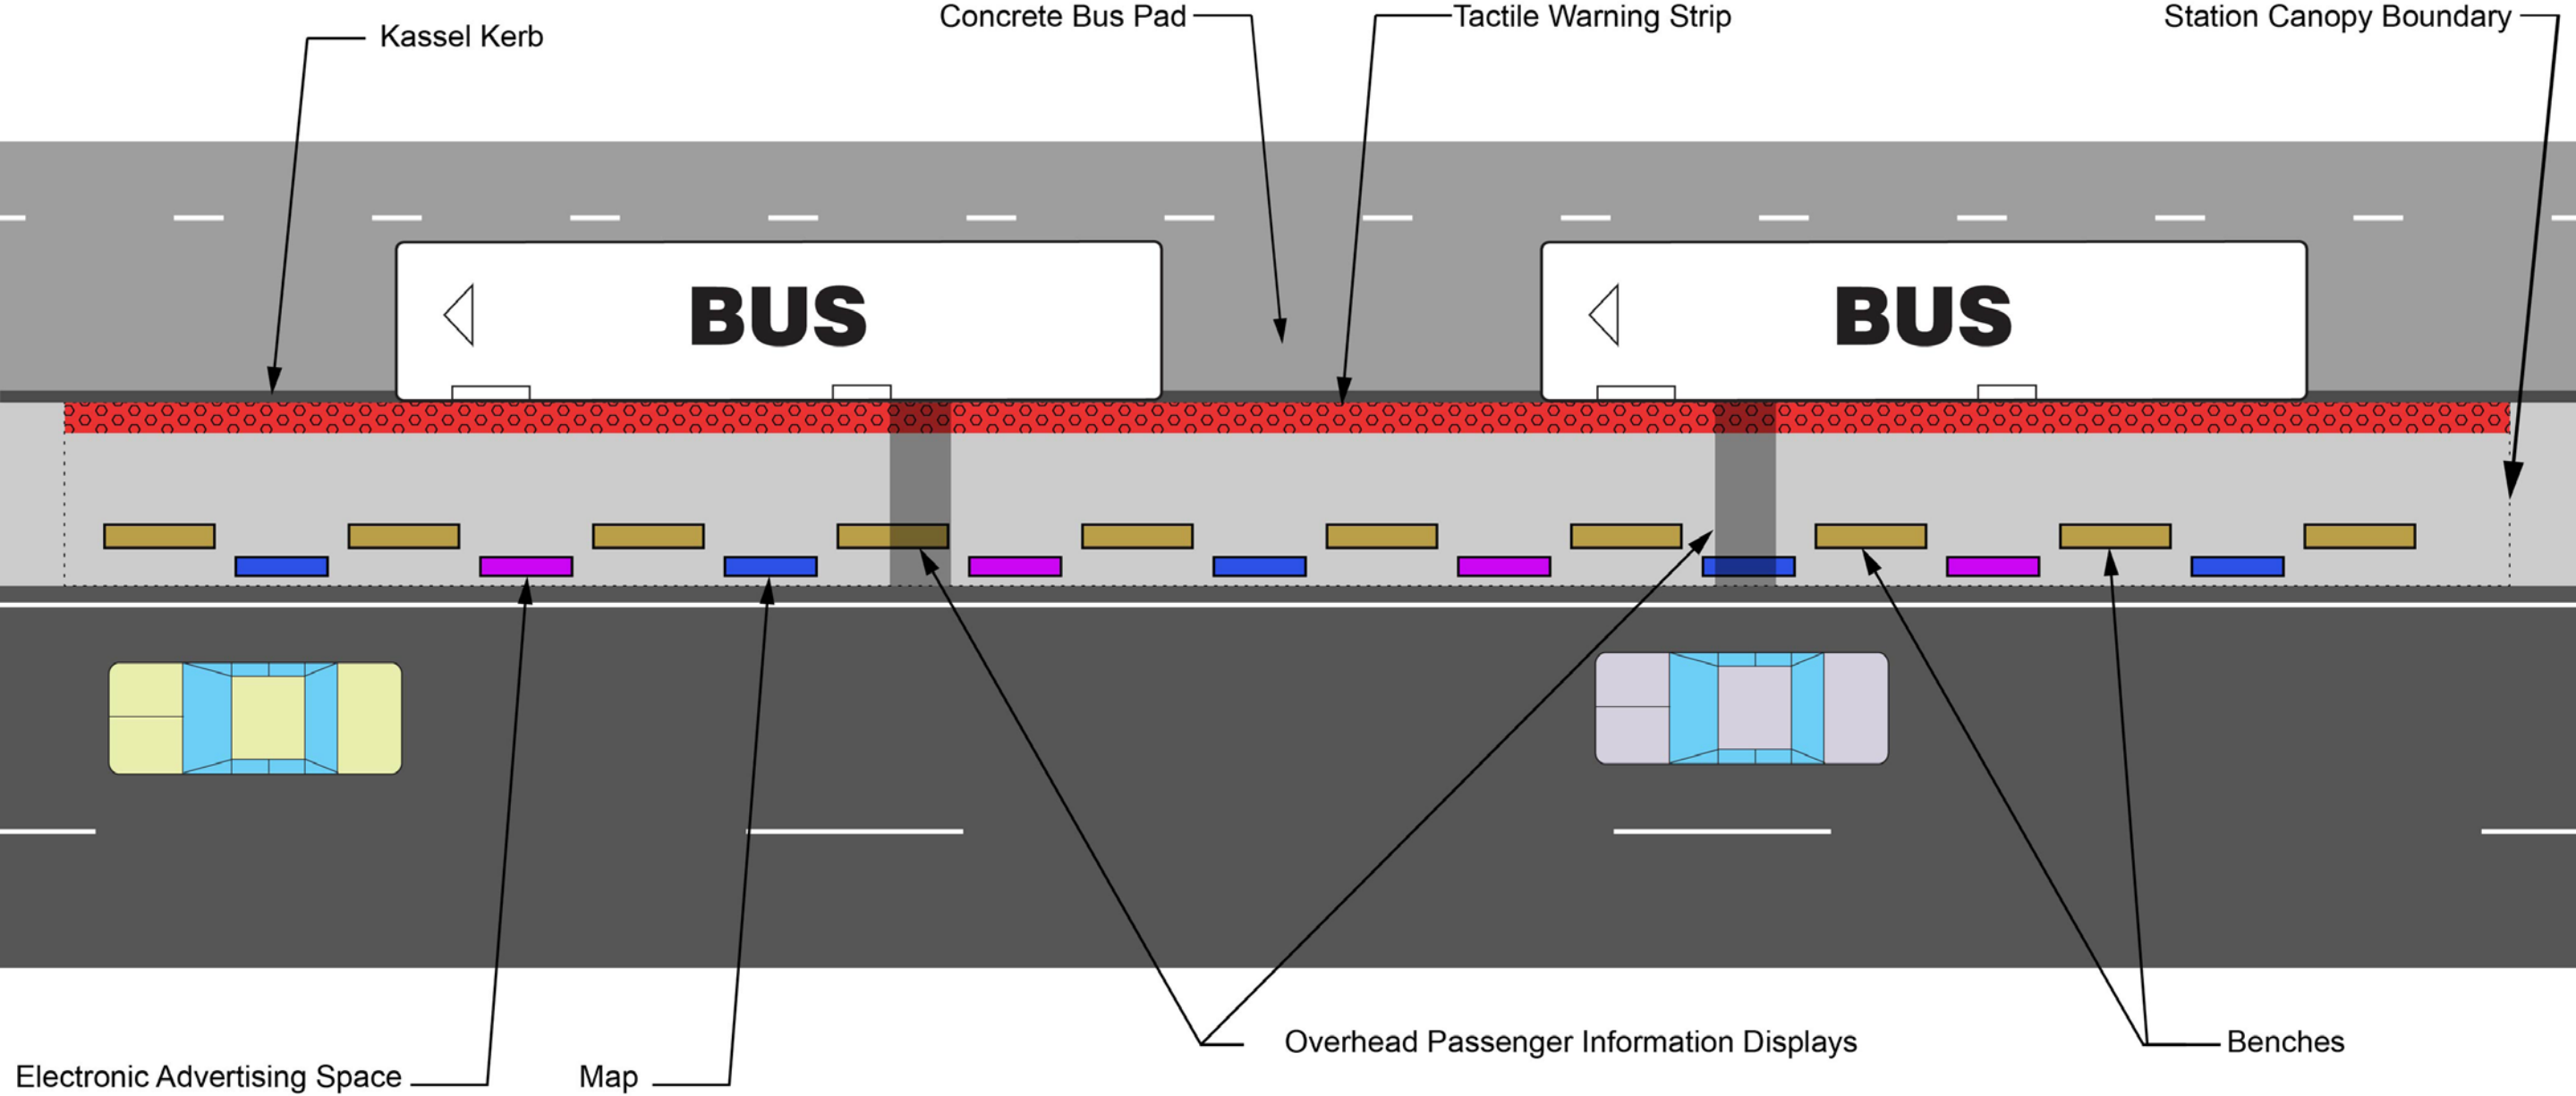 Concrete Bus Pad
Tactile Warning Strip
Station Canopy Boundary
Kassel Kerb
BUS
BUS
Overhead Passenger Information Displays
Benches
Electronic Advertising Space
Map